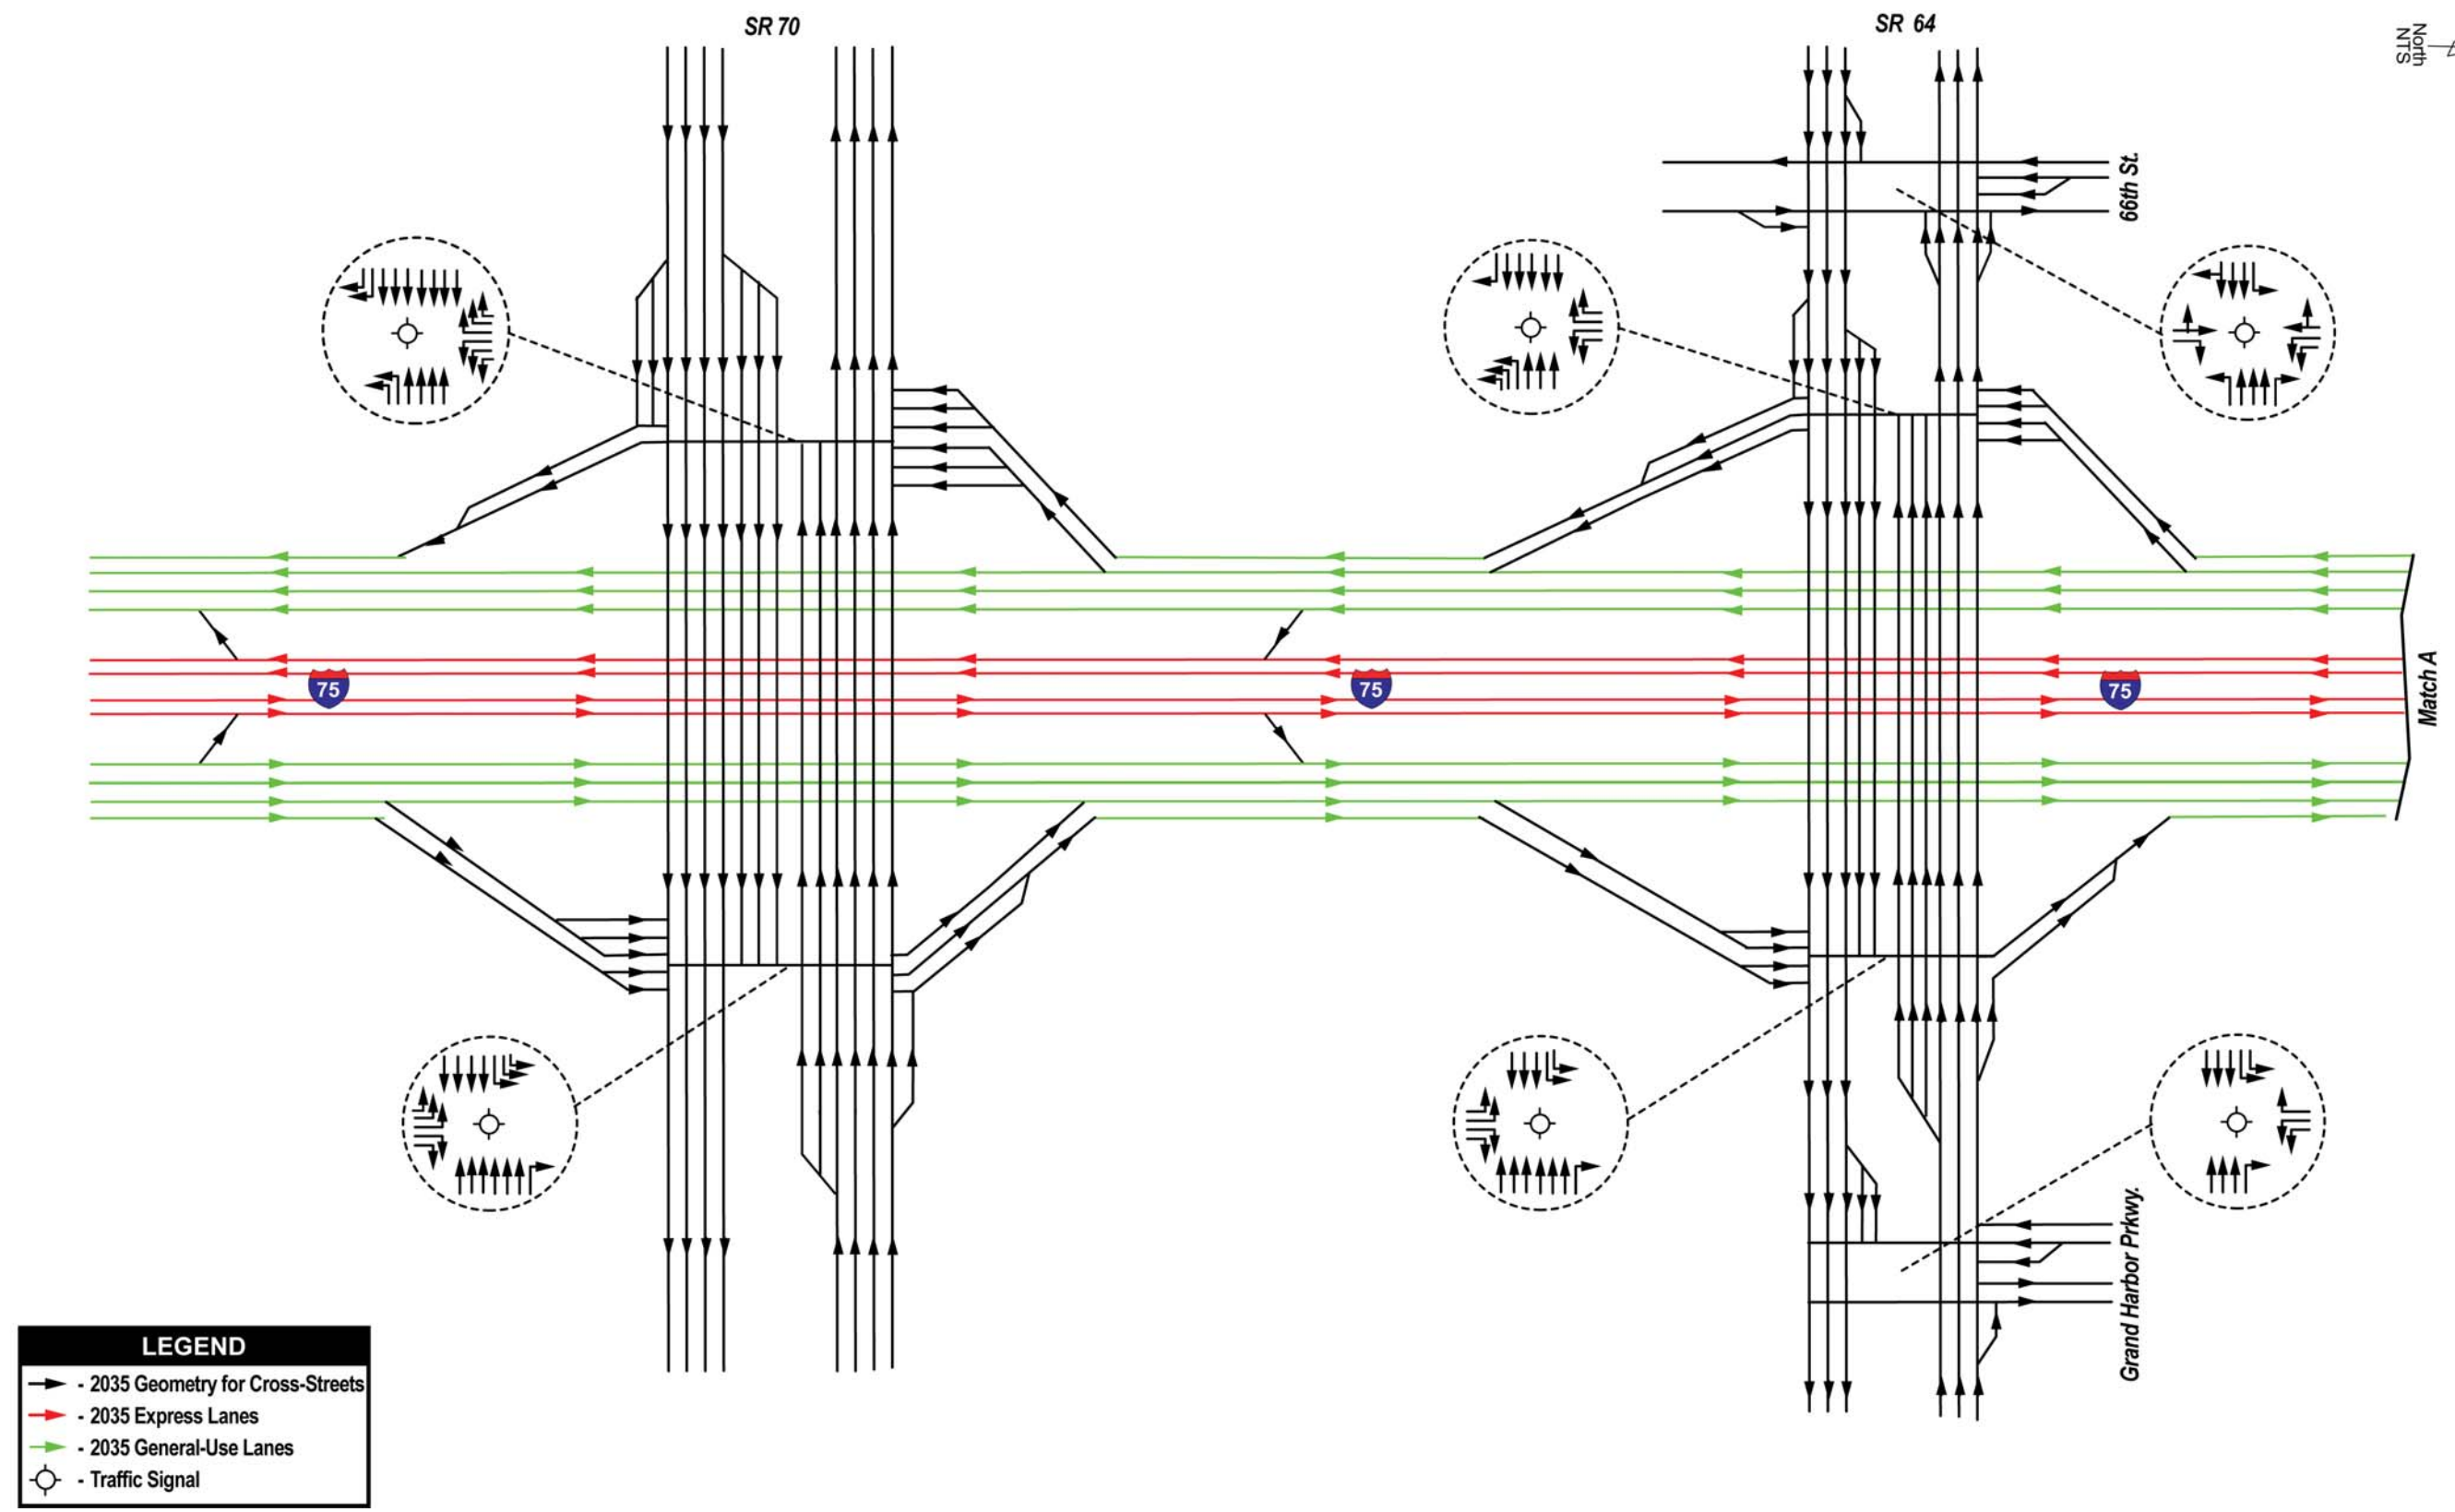 SR 70
SR 64
North
NTS
66th St.
75
75
75
Match A
Grand Harbor Prkwy.
LEGEND
- 2035 Geometry for Cross-Streets
- 2035 Express Lanes
- 2035 General-Use Lanes
- Traffic Signal